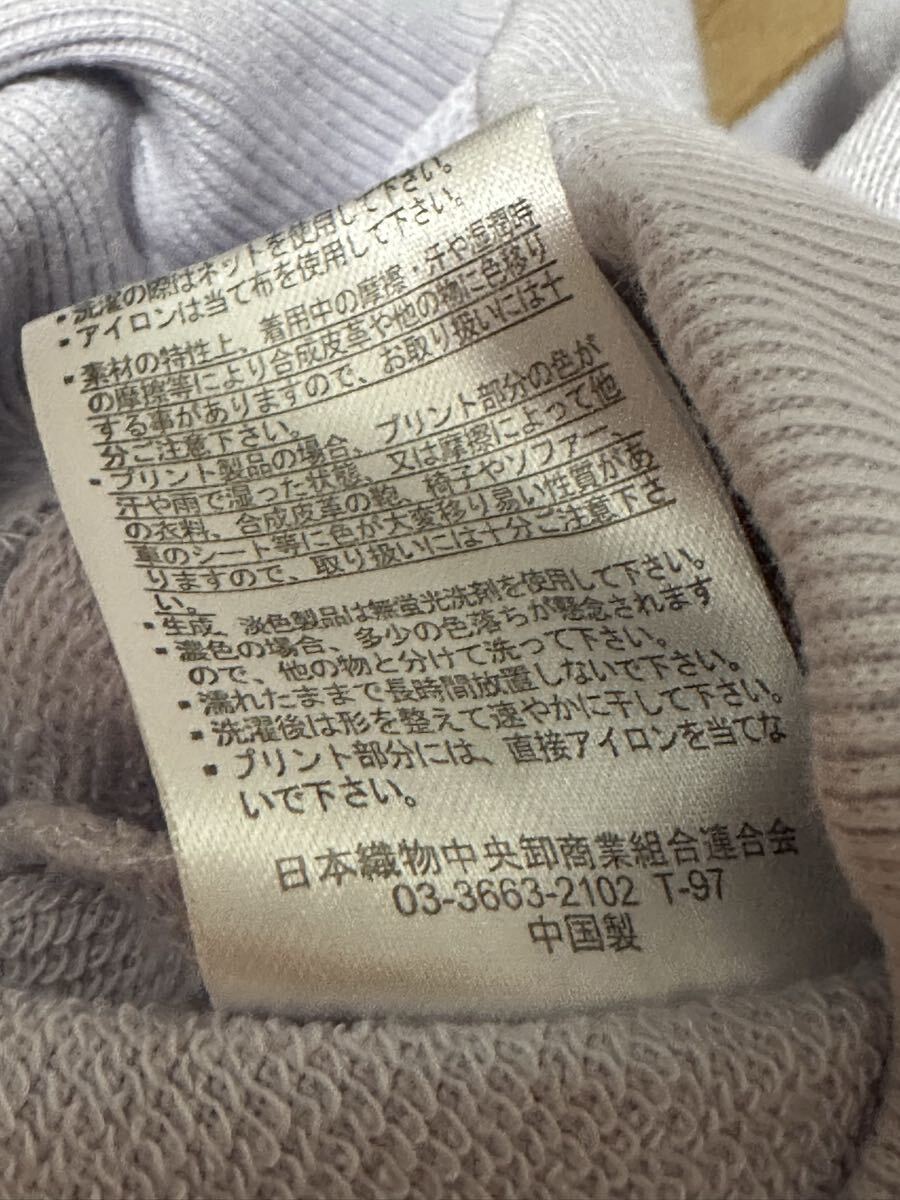 ・洗濯の際はネットを使用して下さい。
・アイロンは当て布を使用して下さい。
・素材の特性上、着用中の摩擦・汗や湿潤時
の摩擦等により合成皮革や他の物に色移り
する事がありますので、お取り扱いには十
分ご注意下さい。
・プリント製品の場合、プリント部分の色が
汗や雨で湿った状態、又は摩擦によって他
の衣料、合成皮革の鞄、椅子やソファー、
車のシート等に色が大変移り易い性質があ
りますので、取り扱いには十分ご注意下さ
い。
・生成、淡色製品は無蛍光洗剤を使用して下さい。
・濃色の場合、多少の色落ちが懸念されます
ので、他の物と分けて洗って下さい。
・濡れたままで長時間放置しないで下さい。
・洗濯後は形を整えて速やかに干して下さい。
・プリント部分には、直接アイロンを当てな
いで下さい。
日本織物中央卸商業組合連合会
03-3663-2102 T-97
中国製